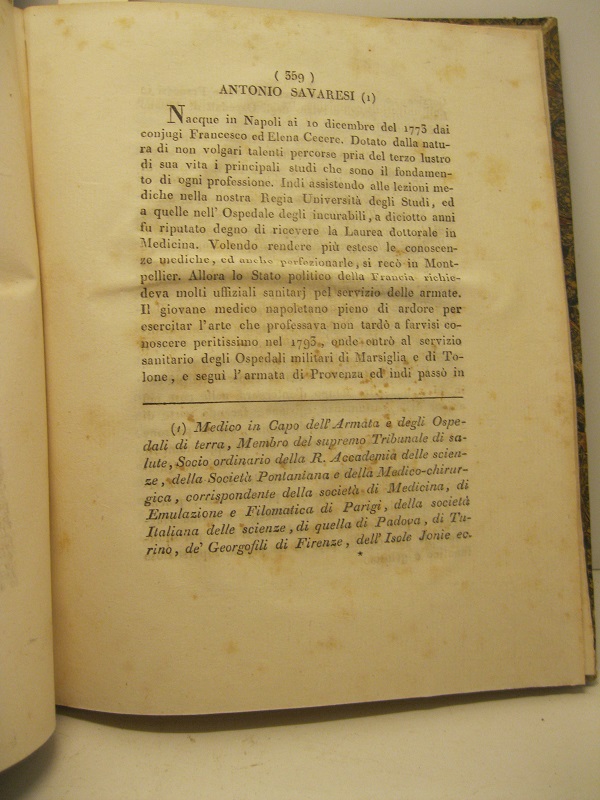 ( 359 )
ANTONIO SAVARESI (1)
Nacque in Napoli ai 10 dicembre del 1773 dai
conjugi Francesco ed Elena Cecere. Dotato dalla natu-
ra di non volgari talenti percorse pria del terzo lustro
di sua vita i principali studi che sono il fondamen-
to di ogni professione. Indi assistendo alle lezioni me-
diche nella nostra Regia Università degli Studi, ed
a quelle nell' Ospedale degli incurabili, a diciotto anni
fu riputato degno di ricevere la Laurea dottorale in
Medicina. Volendo rendere più estese le conoscen-
ze mediche, ed anche perfezionarle, si recò in Mont-
pellier. Allora lo Stato politico della Francia richie-
deva molti uffiziali sanitarj pel servizio delle armate.
Il giovane medico napoletano pieno di ardore per
esercitar l'arte che professava non tardò a farvisi co-
noscere peritissimo nel 1793, onde entrò al servizio
sanitario degli Ospedali militari di Marsiglia e di To-
lone, e seguì l'armata di Provenza ed indi passò in
(1) Medico in Capo dell'Armata e degli Ospe-
dali di terra, Membro del supremo Tribunale di sa-
lute, Socio ordinario della R. Accademia delle scien-
ze, della Società Pontaniana e della Medico-chirur-
gica, corrispondente della società di Medicina, di
Emulazione e Filomatica di Parigi, della società
Italiana delle scienze, di quella di Padova, di Tu-
rino, de' Georgofili di Firenze, dell' Isole Jonie ec.
*